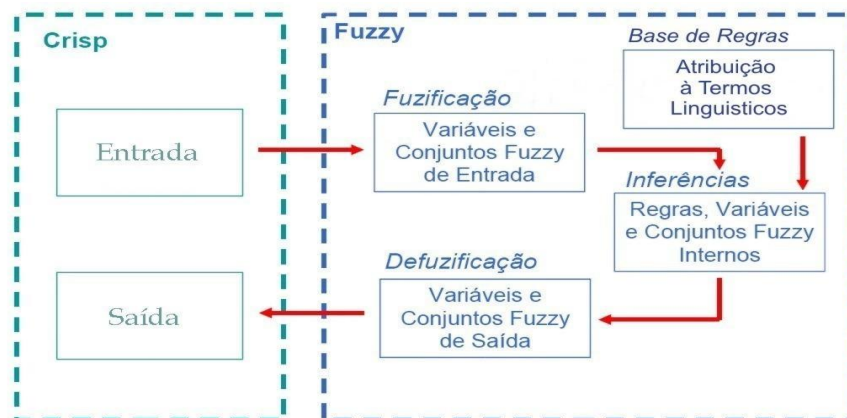 Crisp
Entrada
Saída
Fuzzy
Fuzificação
Variáveis e
Conjuntos Fuzzy
de Entrada
Base de Regras
Atribuição
à Termos
Linguisticos
Inferências
Regras, Variáveis
e Conjuntos Fuzzy
Internos
Defuzificação
Variáveis e
Conjuntos Fuzzy
de Saída